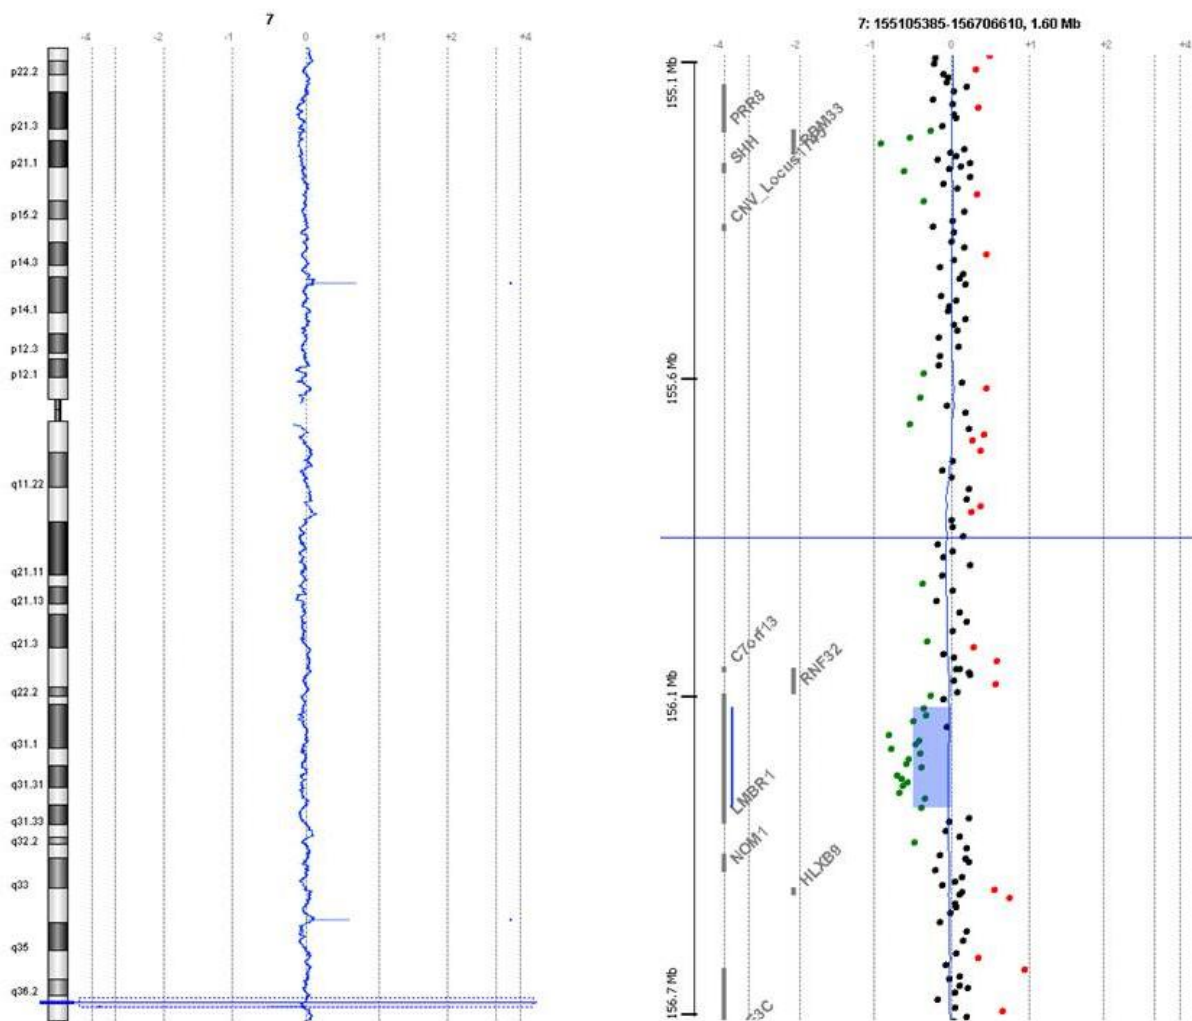 7
-4 -2 -1 0 +1 +2 +4
p22.2
p21.3
p21.1
p15.2
p14.3
p14.1
p12.3
p12.1
q11.22
q21.11
q21.13
q21.3
q22.2
q31.1
q31.31
q31.33
q32.2
q33
q35
q36.2
7: 155105385-156706610, 1.60 Mb
-4 -2 -1 0 +1 +2 +4
155.1 Mb
155.6 Mb
156.1 Mb
156.7 Mb
PRR8
RBM33
SHH
C7orf13
RNF32
LMBR1
NOM1
HLXB9